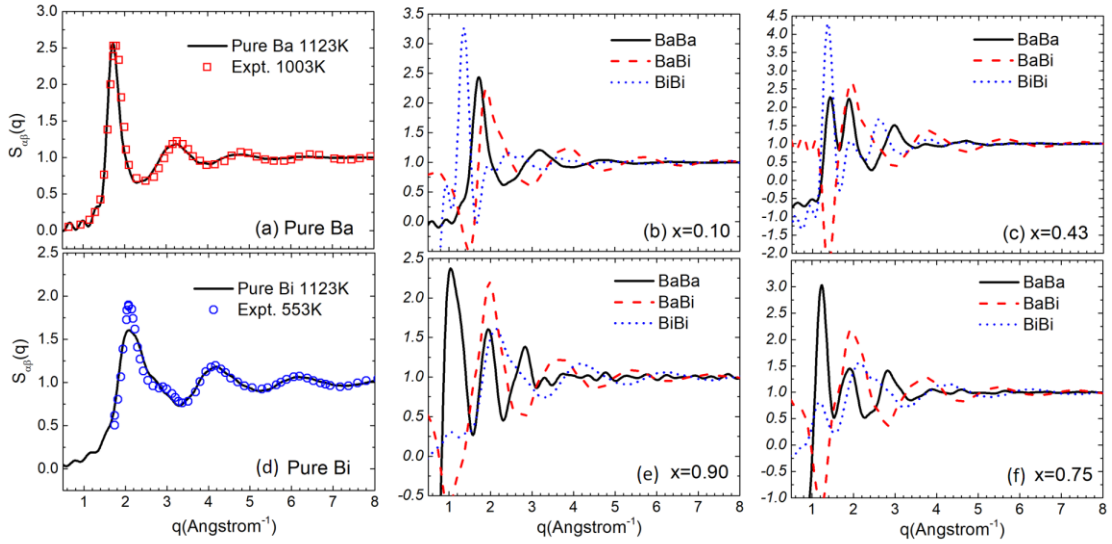 3.0
2.5
2.0
1.5
1.0
0.5
0.0
S_αβ(q)
Pure Ba 1123K
Expt. 1003K
(a) Pure Ba
3.5
3.0
2.5
2.0
1.5
1.0
0.5
0.0
BaBa
BaBi
BiBi
(b) x=0.10
4.5
4.0
3.5
3.0
2.5
2.0
1.5
1.0
0.5
0.0
-0.5
-1.0
-1.5
-2.0
BaBa
BaBi
BiBi
(c) x=0.43
2.5
2.0
1.5
1.0
0.5
0.0
S_αβ(q)
Pure Bi 1123K
Expt. 553K
(d) Pure Bi
1 2 3 4 5 6 7 8
q(Angstrom⁻¹)
2.5
2.0
1.5
1.0
0.5
0.0
-0.5
BaBa
BaBi
BiBi
(e) x=0.90
1 2 3 4 5 6 7 8
q(Angstrom⁻¹)
3.0
2.5
2.0
1.5
1.0
0.5
0.0
-0.5
-1.0
BaBa
BaBi
BiBi
(f) x=0.75
1 2 3 4 5 6 7 8
q(Angstrom⁻¹)